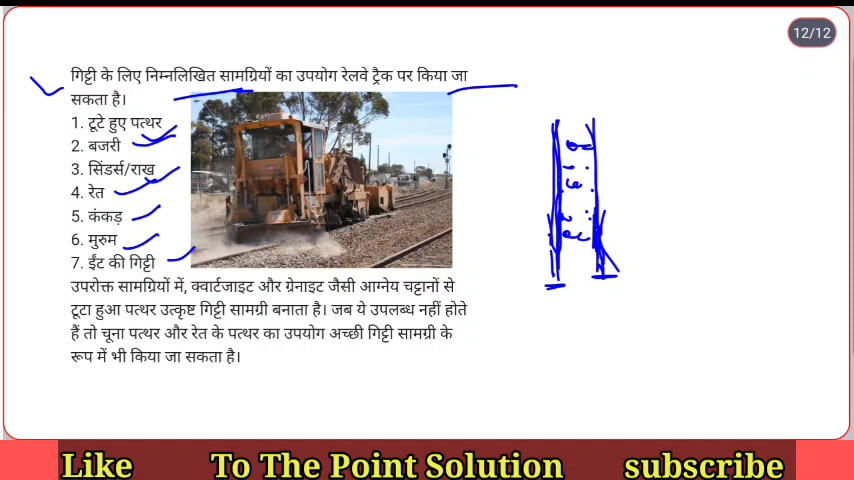 12/12
गिट्टी के लिए निम्नलिखित सामग्रियों का उपयोग रेलवे ट्रैक पर किया जा
सकता है।
1. टूटे हुए पत्थर
2. बजरी
3. सिंडर्स/राख
4. रेत
5. कंकड़
6. मुरुम
7. ईंट की गिट्टी
उपरोक्त सामग्रियों में, क्वार्टजाइट और ग्रेनाइट जैसी आग्नेय चट्टानों से
टूटा हुआ पत्थर उत्कृष्ट गिट्टी सामग्री बनाता है। जब ये उपलब्ध नहीं होते
हैं तो चूना पत्थर और रेत के पत्थर का उपयोग अच्छी गिट्टी सामग्री के
रूप में भी किया जा सकता है।
Like To The Point Solution subscribe